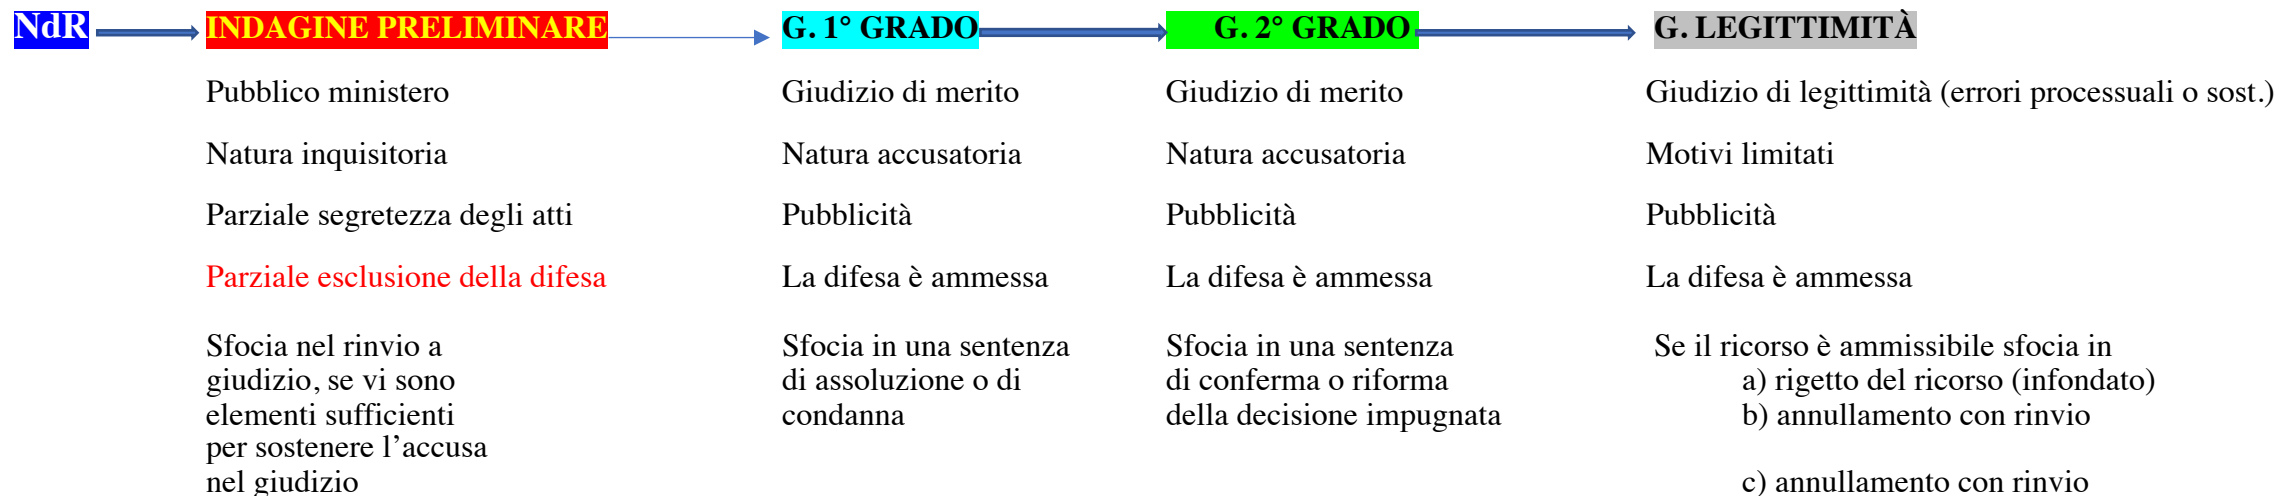 NdR INDAGINE PRELIMINARE G. 1° GRADO G. 2° GRADO G. LEGITTIMITÀ
Pubblico ministero Giudizio di merito Giudizio di merito Giudizio di legittimità (errori processuali o sost.)
Natura inquisitoria Natura accusatoria Natura accusatoria Motivi limitati
Parziale segretezza degli atti Pubblicità Pubblicità Pubblicità
Parziale esclusione della difesa La difesa è ammessa La difesa è ammessa La difesa è ammessa
Sfocia nel rinvio a Sfocia in una sentenza Sfocia in una sentenza Se il ricorso è ammissibile sfocia in
giudizio, se vi sono di assoluzione o di di conferma o riforma a) rigetto del ricorso (infondato)
elementi sufficienti condanna della decisione impugnata b) annullamento con rinvio
per sostenere l’accusa
nel giudizio c) annullamento con rinvio